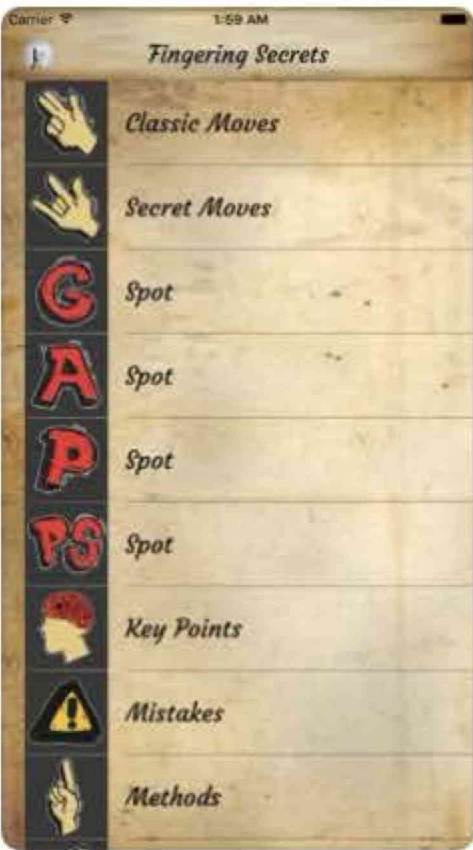 Carrier 1:59 AM
Fingering Secrets
Classic Moves
Secret Moves
G Spot
A Spot
P Spot
PS Spot
Key Points
Mistakes
Methods